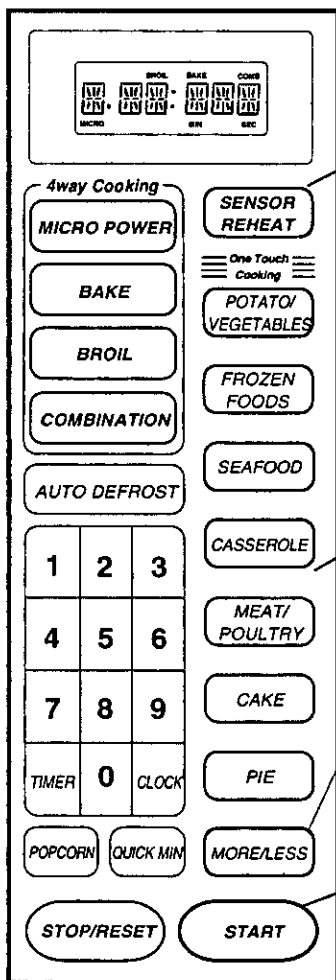 BROIL BAKE COMB
MICRO MIN SEC
4way Cooking
MICRO POWER
BAKE
BROIL
COMBINATION
AUTO DEFROST
1 2 3
4 5 6
7 8 9
TIMER 0 CLOCK
POPCORN QUICK MIN
STOP/RESET
SENSOR
REHEAT
One Touch
Cooking
POTATO/
VEGETABLES
FROZEN
FOODS
SEAFOOD
CASSEROLE
MEAT/
POULTRY
CAKE
PIE
MORE/LESS
START